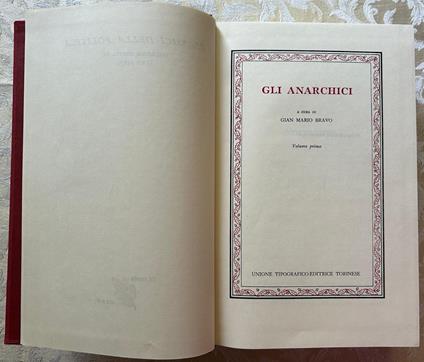 GLI ANARCHICI
A CURA DI
GIAN MARIO BRAVO
Volume primo
UNIONE TIPOGRAFICO-EDITRICE TORINESE